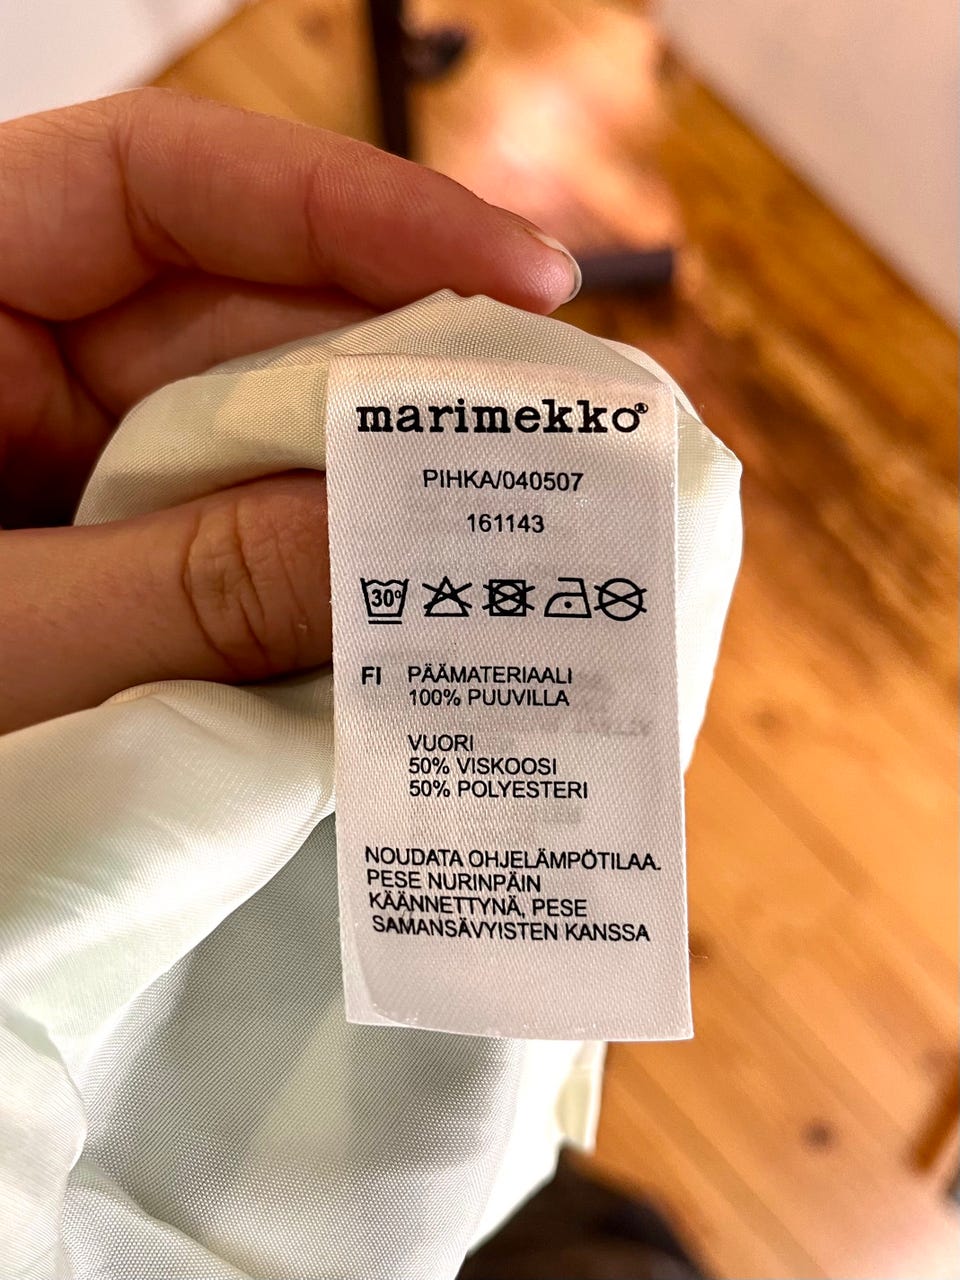 marimekko®
PIHKA/040507
161143
30°
FI PÄÄMATERIAALI
100% PUUVILLA
VUORI
50% VISKOOSI
50% POLYESTERI
NOUDATA OHJELÄMPÖTILAA.
PESE NURINPÄIN
KÄÄNNETTYNÄ, PESE
SAMANSÄVYISTEN KANSSA